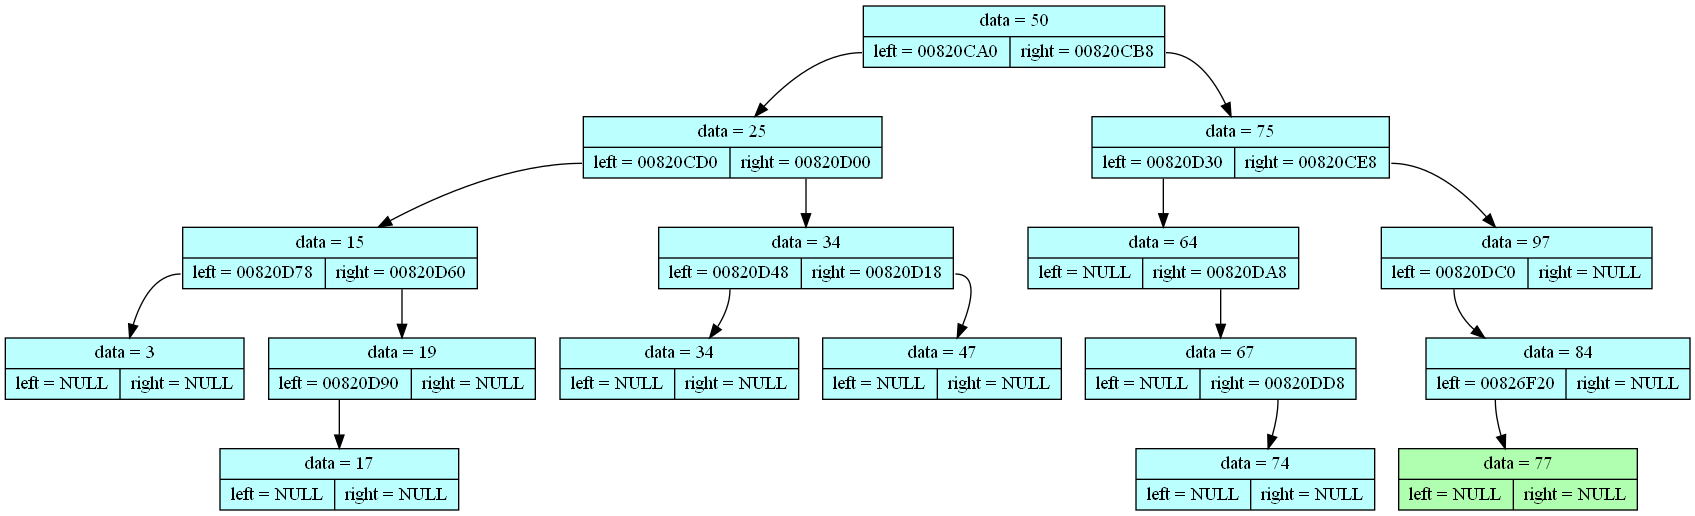 data = 50
left = 00820CA0 right = 00820CB8
data = 25
left = 00820CD0 right = 00820D00
data = 75
left = 00820D30 right = 00820CE8
data = 15
left = 00820D78 right = 00820D60
data = 34
left = 00820D48 right = 00820D18
data = 64
left = NULL right = 00820DA8
data = 97
left = 00820DC0 right = NULL
data = 3
left = NULL right = NULL
data = 19
left = 00820D90 right = NULL
data = 34
left = NULL right = NULL
data = 47
left = NULL right = NULL
data = 67
left = NULL right = 00820DD8
data = 84
left = 00826F20 right = NULL
data = 17
left = NULL right = NULL
data = 74
left = NULL right = NULL
data = 77
left = NULL right = NULL